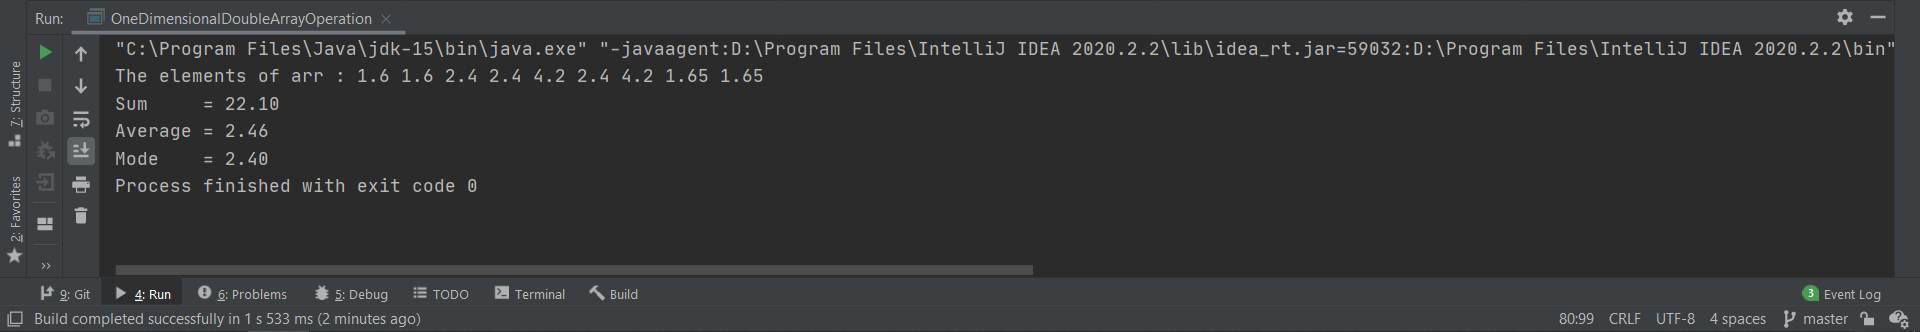 Run: OneDimensionalDoubleArrayOperation
"C:\Program Files\Java\jdk-15\bin\java.exe" "-javaagent:D:\Program Files\IntelliJ IDEA 2020.2.2\lib\idea_rt.jar=59032:D:\Program Files\IntelliJ IDEA 2020.2.2\bin"
The elements of arr : 1.6 1.6 2.4 2.4 4.2 2.4 4.2 1.65 1.65
Sum     = 22.10
Average = 2.46
Mode    = 2.40
Process finished with exit code 0
7: Structure
2: Favorites
9: Git 4: Run 6: Problems 5: Debug TODO Terminal Build 3 Event Log
Build completed successfully in 1 s 533 ms (2 minutes ago) 80:99 CRLF UTF-8 4 spaces master